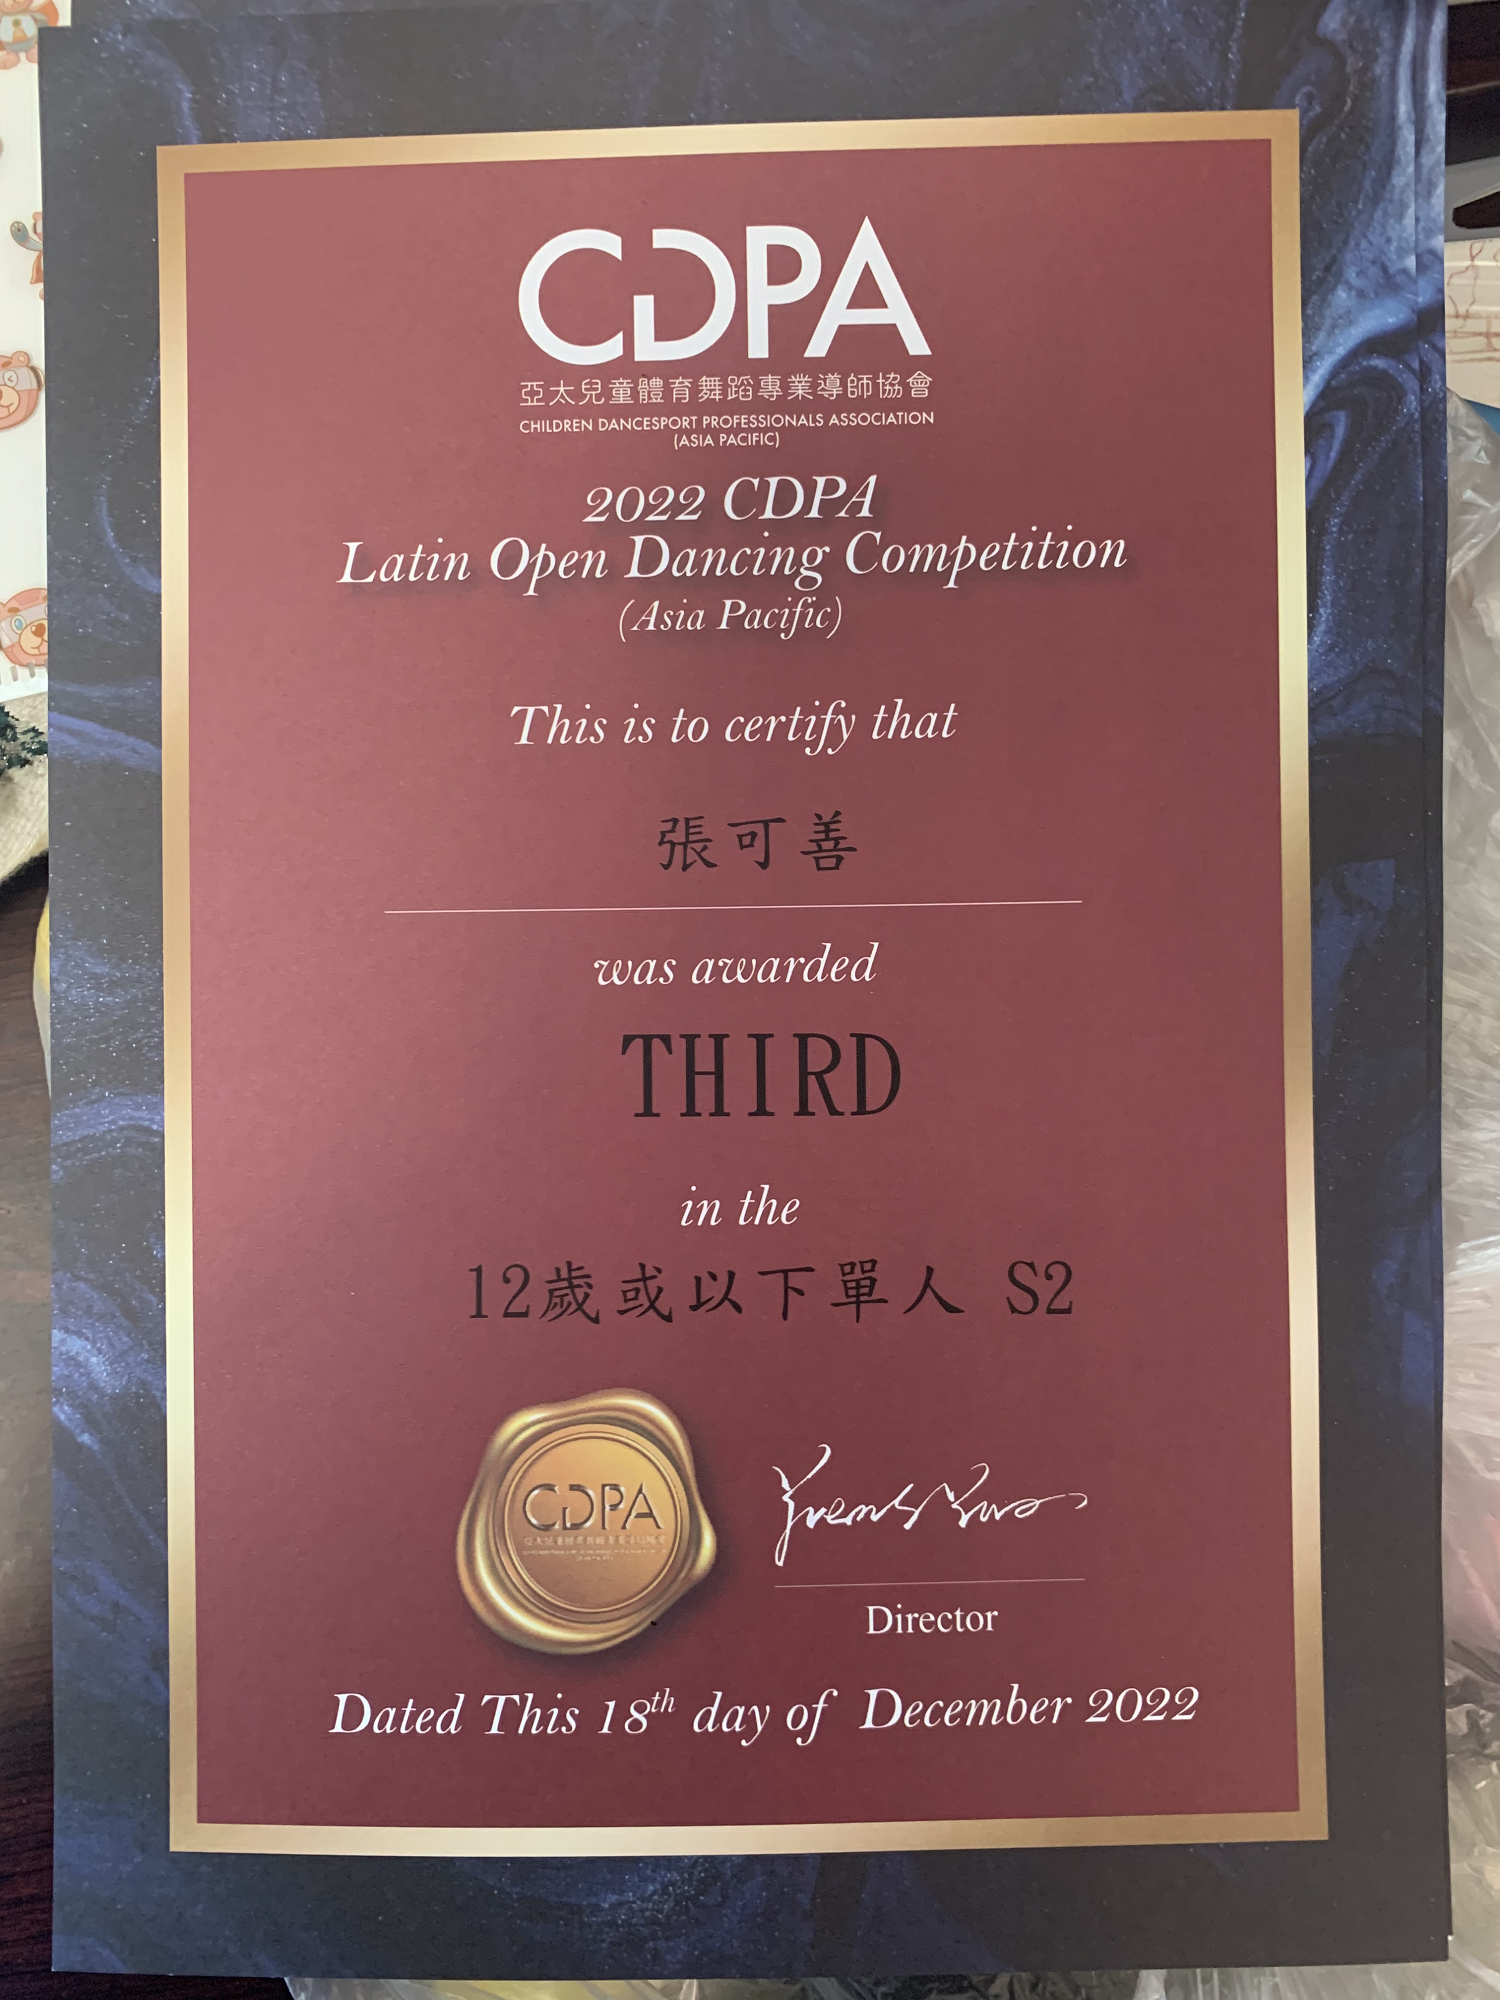 CDPA
亞太兒童體育舞蹈專業導師協會
CHILDREN DANCESPORT PROFESSIONALS ASSOCIATION
(ASIA PACIFIC)
2022 CDPA
Latin Open Dancing Competition
(Asia Pacific)
This is to certify that
張可善
was awarded
THIRD
in the
12歲或以下單人 S2
CDPA
Director
Dated This 18th day of December 2022